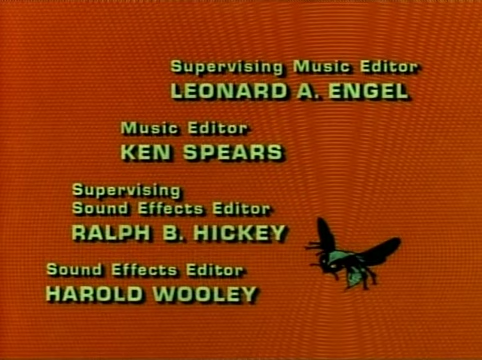 Supervising Music Editor
LEONARD A. ENGEL
Music Editor
KEN SPEARS
Supervising
Sound Effects Editor
RALPH B. HICKEY
Sound Effects Editor
HAROLD WOOLEY